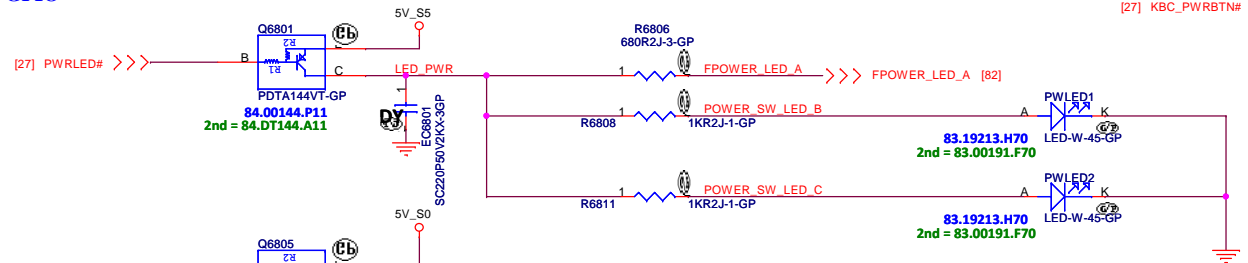 [27] KBC_PWRBTN#
5V_S5
Q6801
R2
R1
B
E
C
[27] PWRLED#
PDTA144VT-GP
84.00144.P11
2nd = 84.DT144.A11
LED_PWR
1
DY
EC6801
SC220P50V2KX-3GP
R6806
680R2J-3-GP
1
FPOWER_LED_A
FPOWER_LED_A [82]
1
POWER_SW_LED_B
R6808
1KR2J-1-GP
PWLED1
A
K
83.19213.H70
LED-W-45-GP
2nd = 83.00191.F70
1
POWER_SW_LED_C
R6811
1KR2J-1-GP
PWLED2
A
K
83.19213.H70
LED-W-45-GP
2nd = 83.00191.F70
5V_S0
Q6805
R2